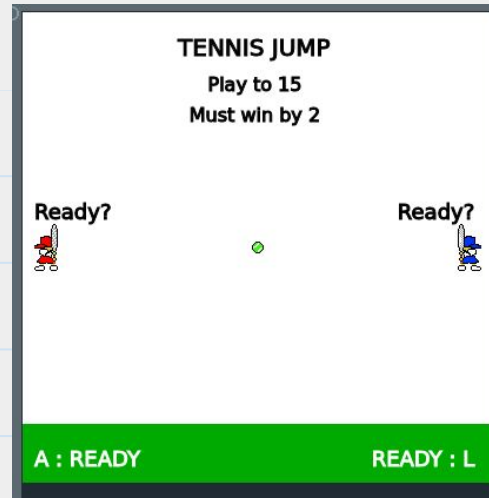 TENNIS JUMP
Play to 15
Must win by 2
Ready?
Ready?
A : READY
READY : L